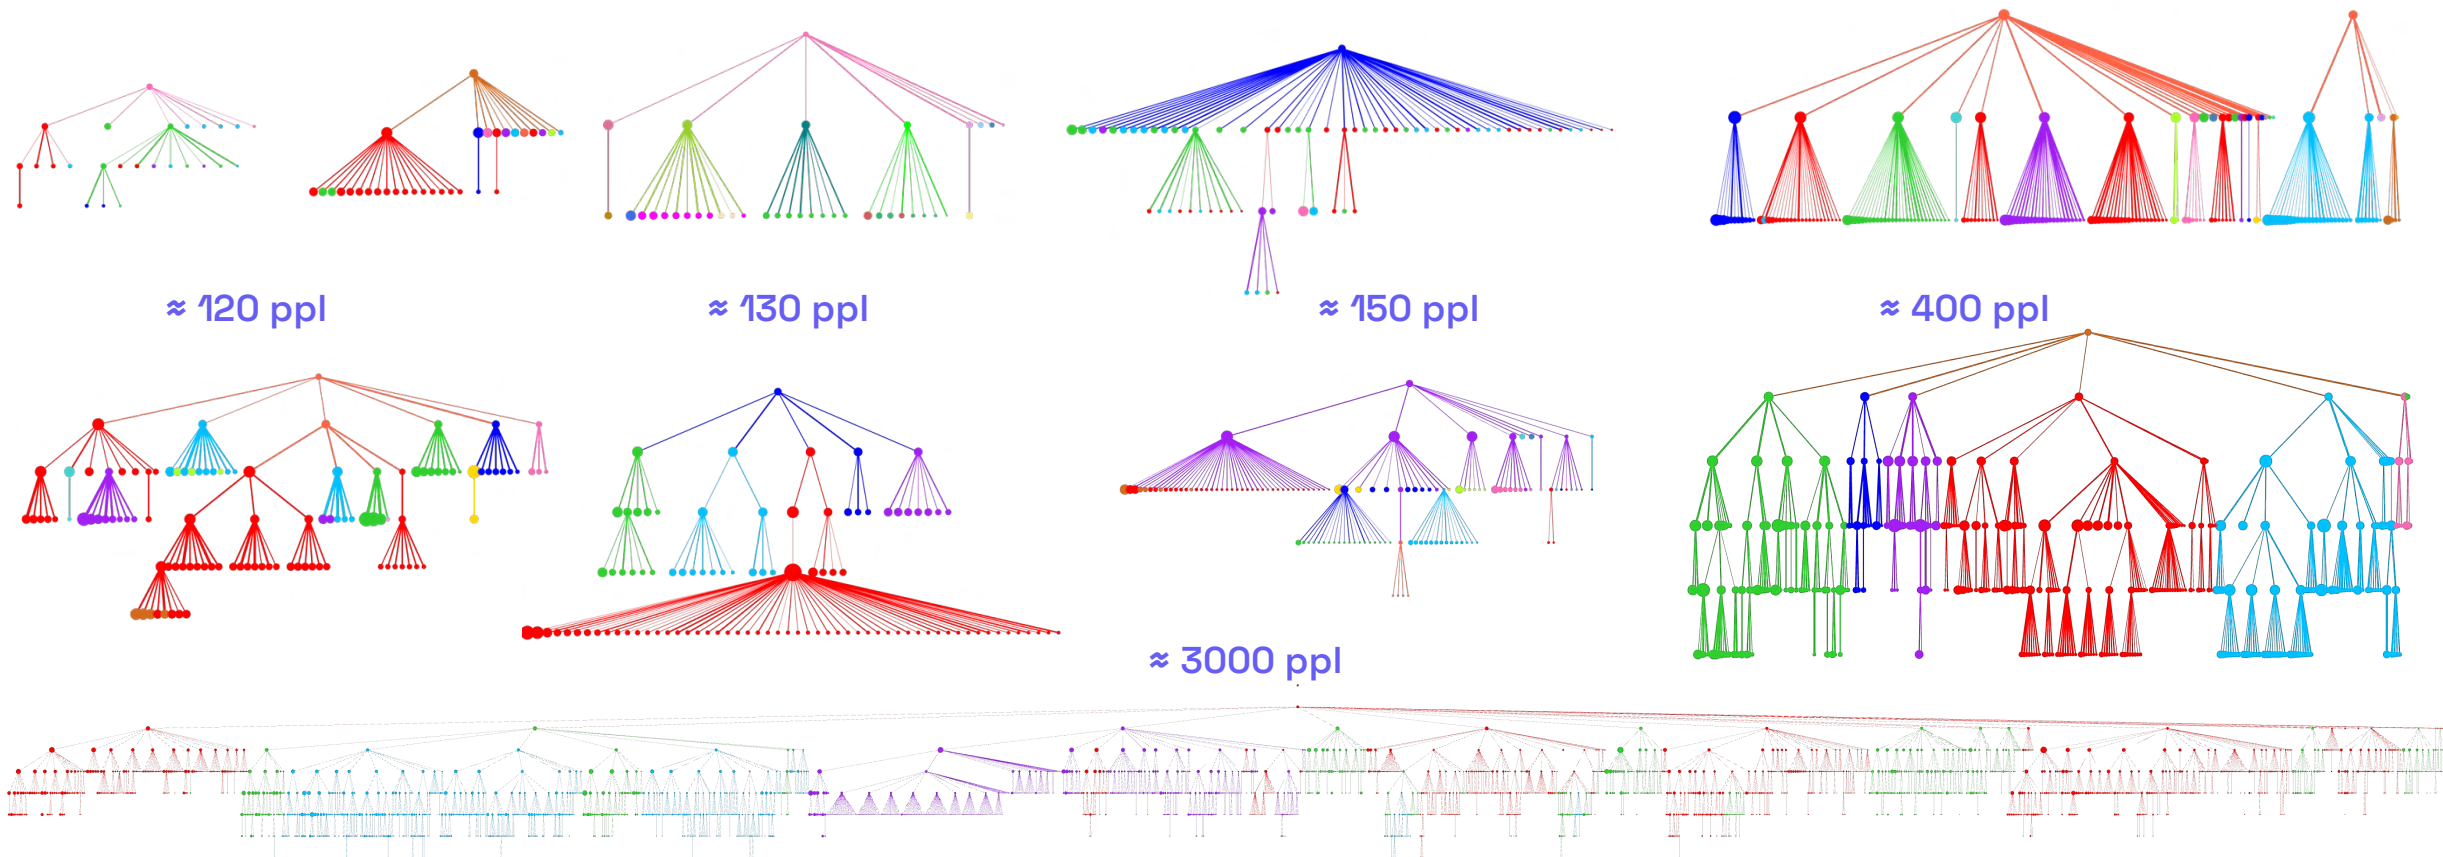 ≈ 120 ppl
≈ 130 ppl
≈ 150 ppl
≈ 400 ppl
≈ 3000 ppl